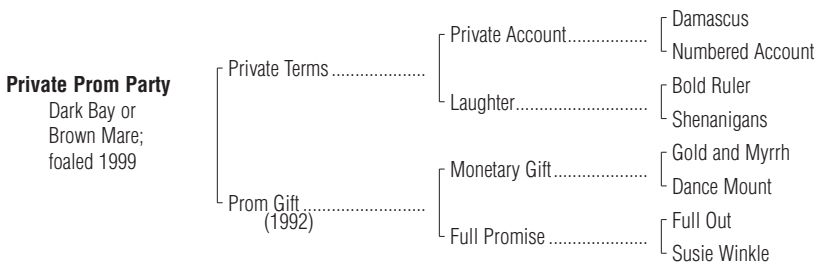 Private Prom Party
Dark Bay or
Brown Mare;
foaled 1999
Private Terms ....................
Prom Gift ..........................
(1992)
Private Account.................
Laughter............................
Monetary Gift....................
Full Promise .....................
Damascus
Numbered Account
Bold Ruler
Shenanigans
Gold and Myrrh
Dance Mount
Full Out
Susie Winkle